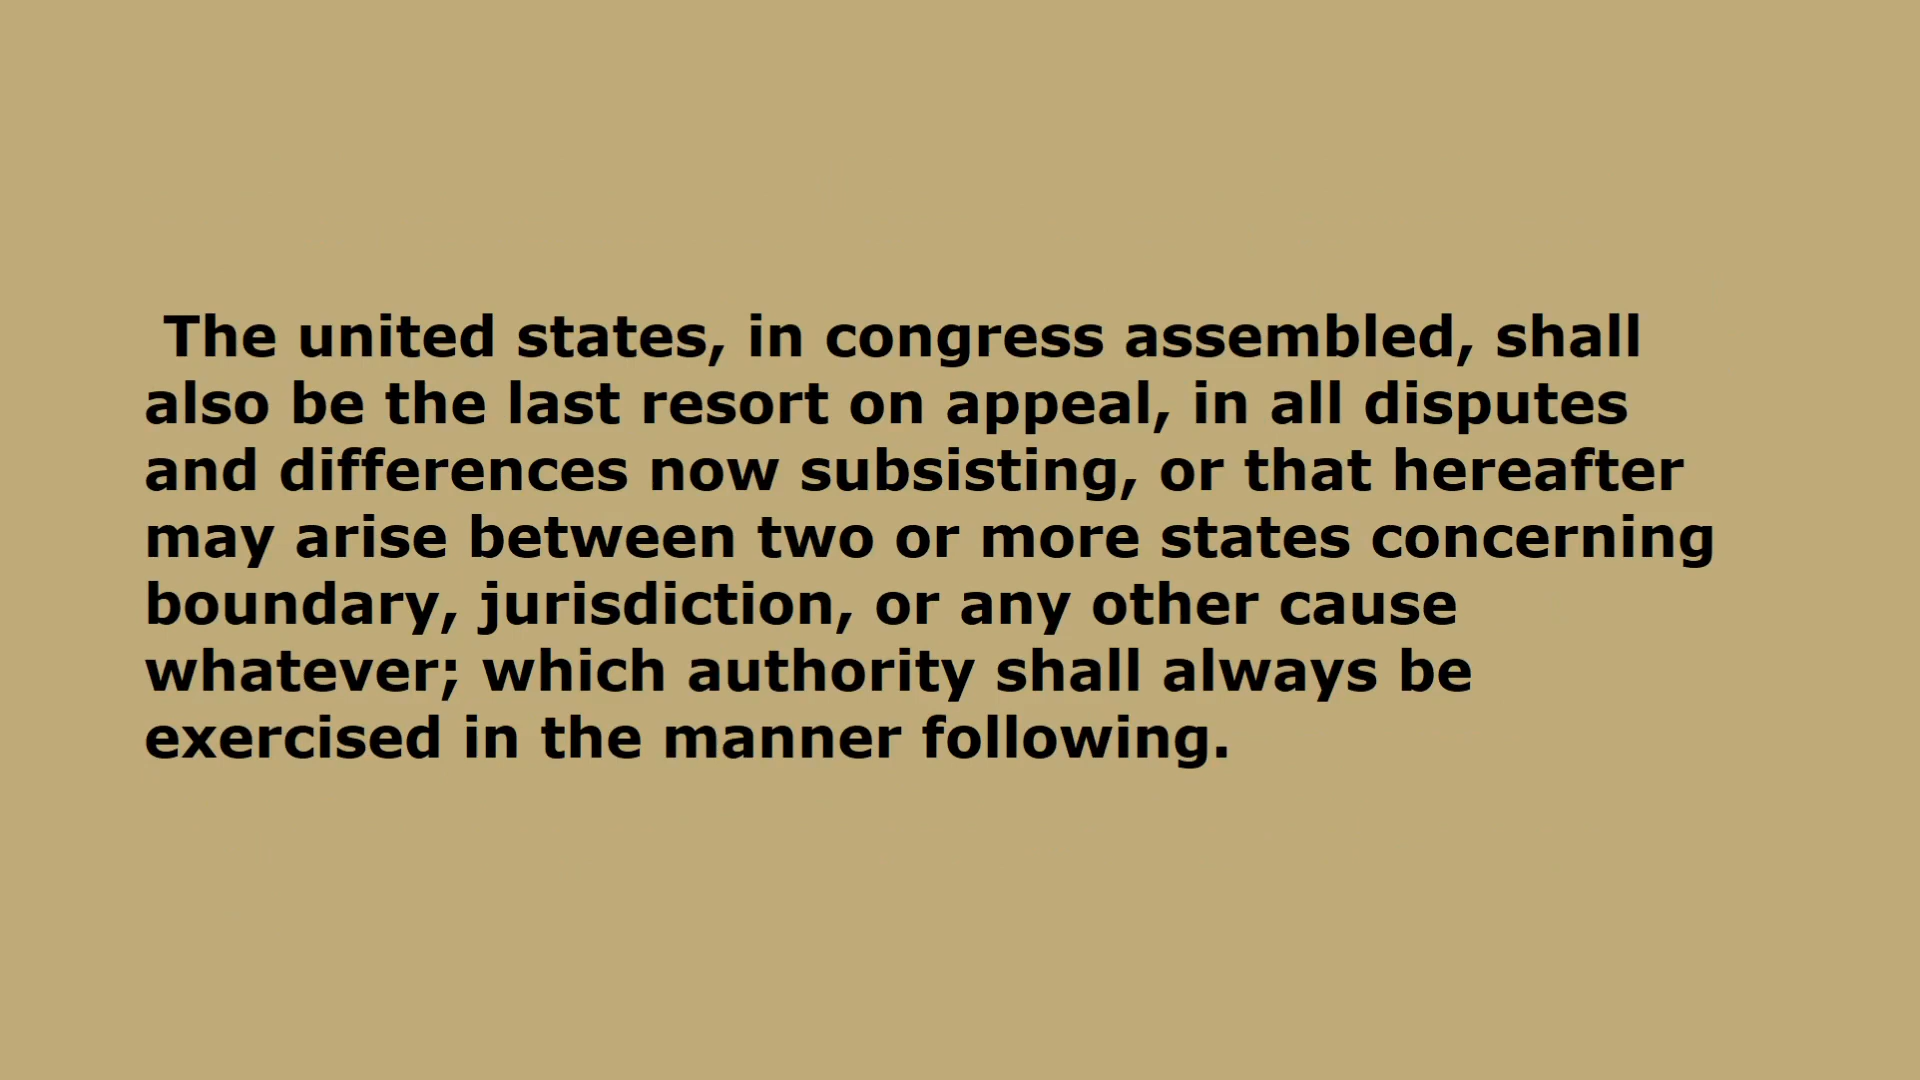 The united states, in congress assembled, shall
also be the last resort on appeal, in all disputes
and differences now subsisting, or that hereafter
may arise between two or more states concerning
boundary, jurisdiction, or any other cause
whatever; which authority shall always be
exercised in the manner following.